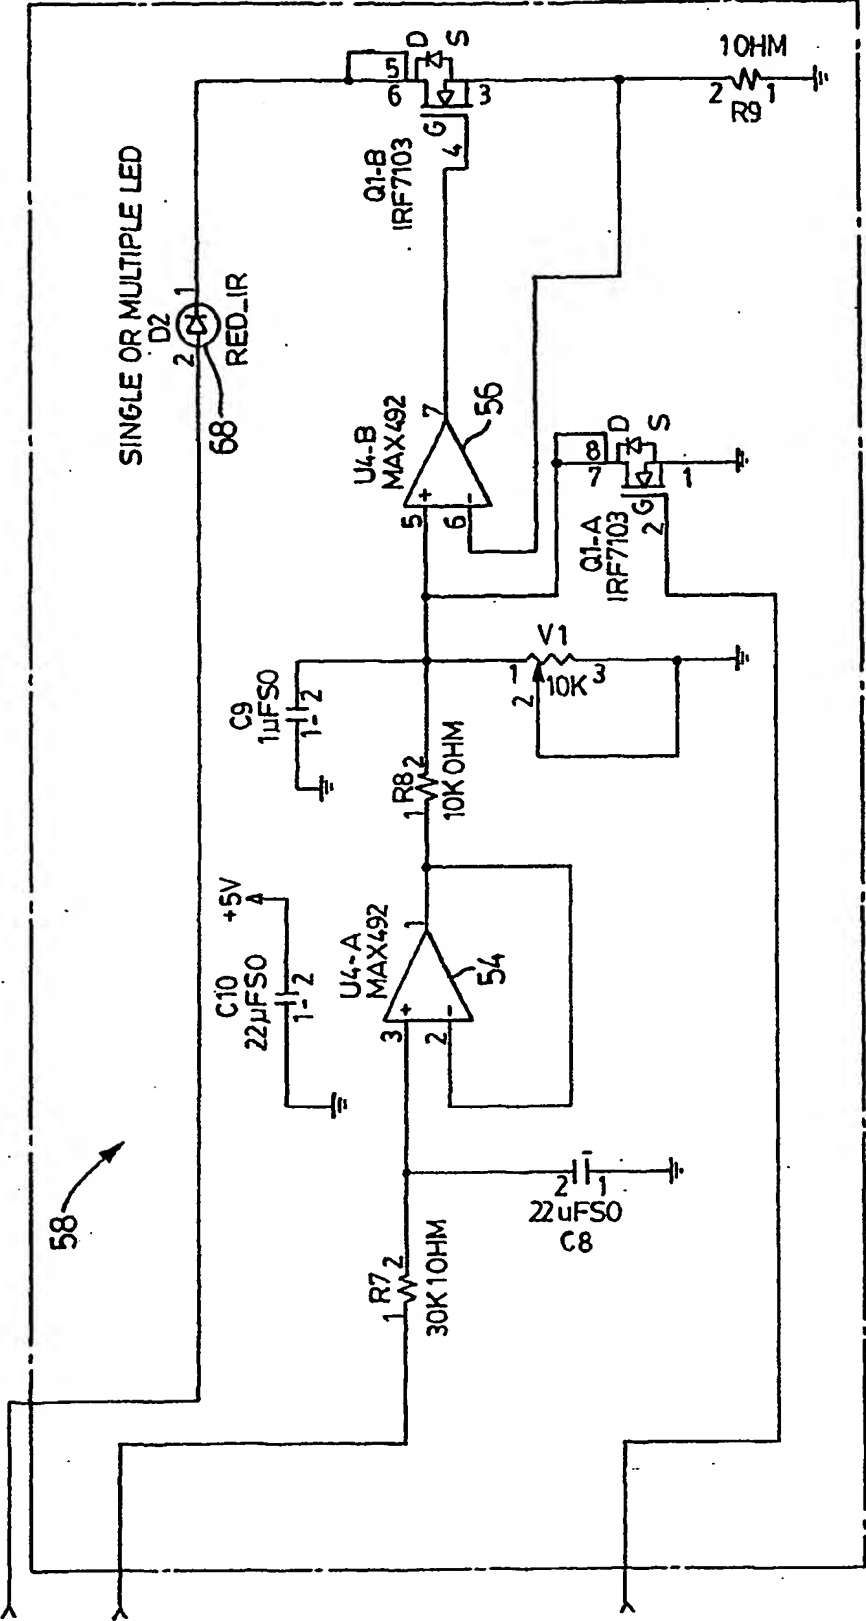 D
S
5
6
3
G
4
Q1-B
IRF7103
10HM
2
1
R9
SINGLE OR MULTIPLE LED
D2
2
1
RED_IR
68
U4-B
MAX492
7
56
5
+
6
-
D
S
8
7
1
G
2
Q1-A
IRF7103
V1
1
3
10K
2
C9
1µFSO
1-2
1
R8
2
10K OHM
+5V
C10
22µFSO
1-2
U4-A
MAX492
1
54
3
+
2
-
58
2
-
1
22uFSO
C8
1
R7
2
30K10HM